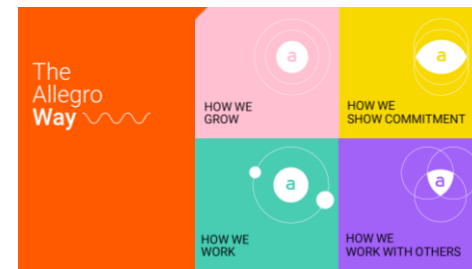 The
Allegro
Way
a
HOW WE
GROW
a
HOW WE
SHOW COMMITMENT
a
HOW WE
WORK
a
HOW WE
WORK WITH OTHERS